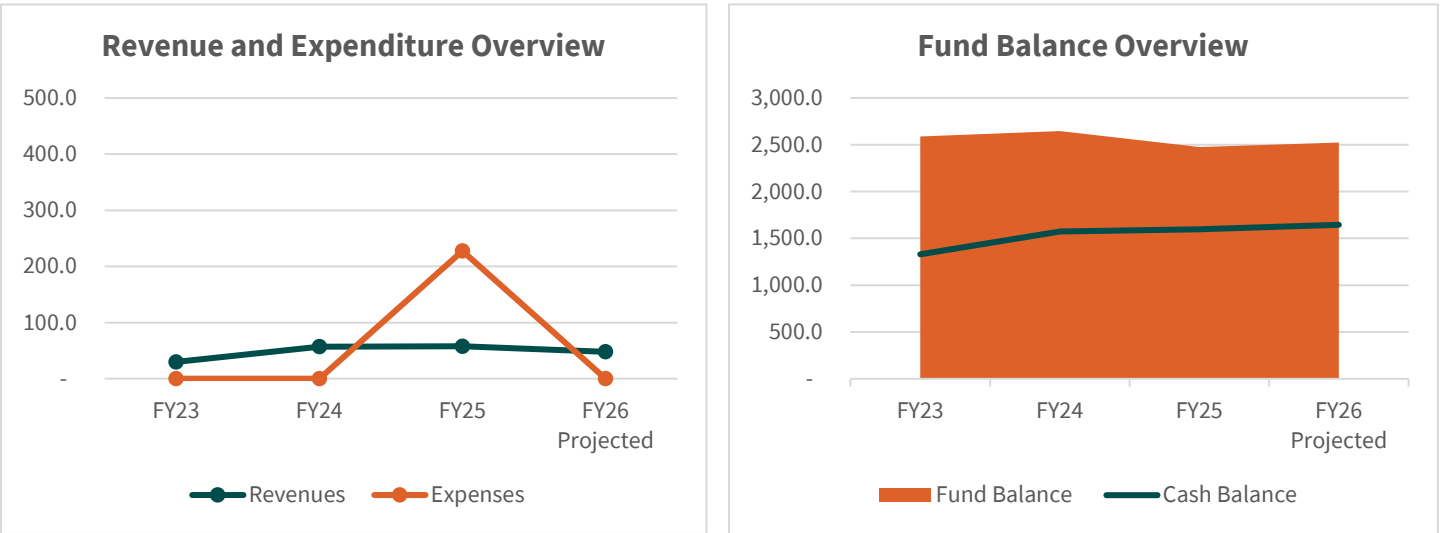 Revenue and Expenditure Overview
500.0
400.0
300.0
200.0
100.0
-
FY23 FY24 FY25 FY26
Projected
Revenues Expenses
Fund Balance Overview
3,000.0
2,500.0
2,000.0
1,500.0
1,000.0
500.0
-
FY23 FY24 FY25 FY26
Projected
Fund Balance Cash Balance